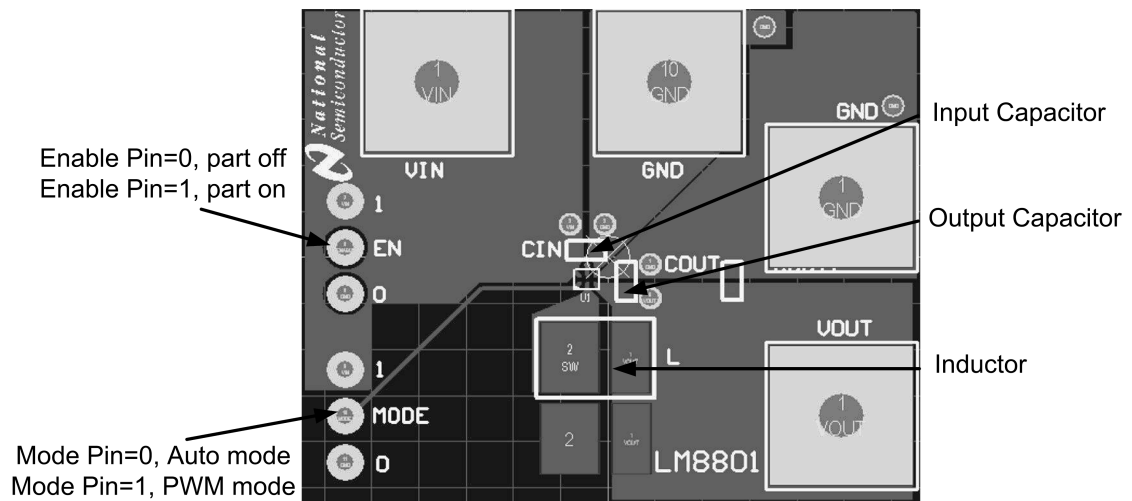 National
Semiconductor
1
VIN
VIN
10
GND
GND
GND
1
GND
Input Capacitor
Output Capacitor
Enable Pin=0, part off
Enable Pin=1, part on
1
EN
0
CIN
COUT
U1
1
MODE
0
2
SW
L
2
VOUT
1
VOUT
Inductor
LM8801
Mode Pin=0, Auto mode
Mode Pin=1, PWM mode